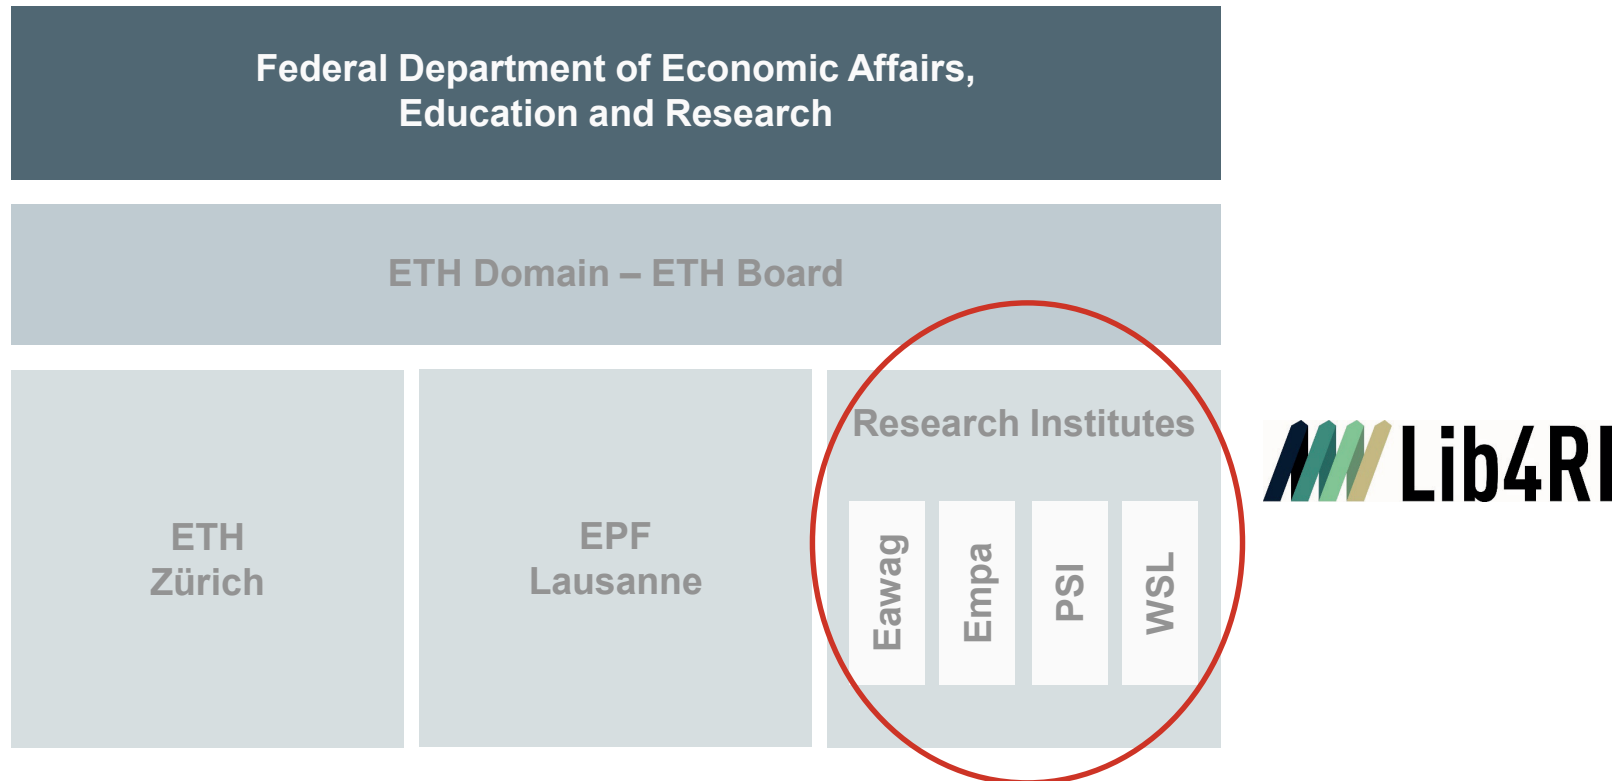 Federal Department of Economic Affairs,
Education and Research
ETH Domain – ETH Board
ETH
Zürich
EPF
Lausanne
Research Institutes
Eawag
Empa
PSI
WSL
Lib4RI